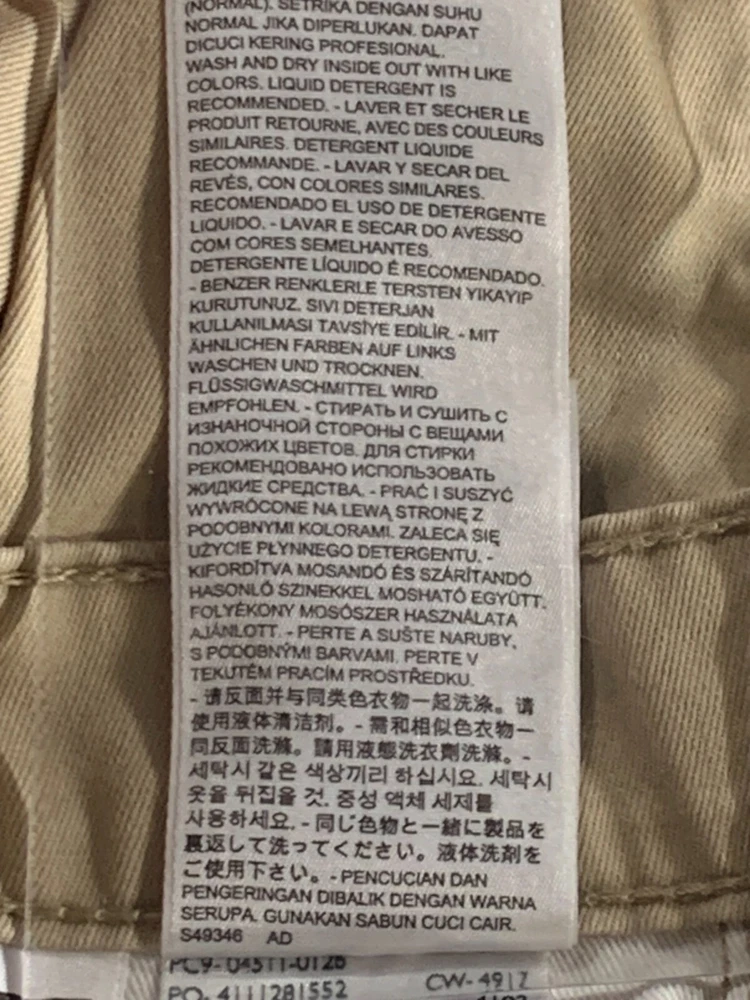 (NORMAL). SETRIKA DENGAN SUHU
NORMAL JIKA DIPERLUKAN. DAPAT
DICUCI KERING PROFESIONAL.
WASH AND DRY INSIDE OUT WITH LIKE
COLORS. LIQUID DETERGENT IS
RECOMMENDED. - LAVER ET SECHER LE
PRODUIT RETOURNE, AVEC DES COULEURS
SIMILAIRES. DETERGENT LIQUIDE
RECOMMANDE. - LAVAR Y SECAR DEL
REVÉS, CON COLORES SIMILARES.
RECOMENDADO EL USO DE DETERGENTE
LIQUIDO. - LAVAR E SECAR DO AVESSO
COM CORES SEMELHANTES.
DETERGENTE LÍQUIDO É RECOMENDADO.
- BENZER RENKLERLE TERSTEN YIKAYIP
KURUTUNUZ. SIVI DETERJAN
KULLANILMASI TAVSİYE EDİLİR. - MIT
ÄHNLICHEN FARBEN AUF LINKS
WASCHEN UND TROCKNEN.
FLÜSSIGWASCHMITTEL WIRD
EMPFOHLEN. - СТИРАТЬ И СУШИТЬ С
ИЗНАНОЧНОЙ СТОРОНЫ С ВЕЩАМИ
ПОХОЖИХ ЦВЕТОВ. ДЛЯ СТИРКИ
РЕКОМЕНДОВАНО ИСПОЛЬЗОВАТЬ
ЖИДКИЕ СРЕДСТВА. - PRAĆ I SUSZYĆ
WYWRÓCONE NA LEWĄ STRONĘ Z
PODOBNYMI KOLORAMI. ZALECA SIĘ
UŻYCIE PŁYNNEGO DETERGENTU. -
KIFORDÍTVA MOSANDÓ ÉS SZÁRÍTANDÓ
HASONLÓ SZINEKKEL MOSHATÓ EGYÜTT.
FOLYÉKONY MOSÓSZER HASZNÁLATA
AJÁNLOTT. - PERTE A SUŠTE NARUBY,
S PODOBNÝMI BARVAMI. PERTE V
TEKUTÉM PRACÍM PROSTŘEDKU.
- 请反面并与同类色衣物一起洗涤。请
使用液体清洁剂。- 需和相似色衣物一
同反面洗滌。請用液態洗衣劑洗滌。-
세탁시 같은 색상끼리 하십시요. 세탁시
옷을 뒤집을 것. 중성 액체 세제를
사용하세요. - 同じ色物と一緒に製品を
裏返して洗ってください。液体洗剤を
ご使用下さい。- PENCUCIAN DAN
PENGERINGAN DIBALIK DENGAN WARNA
SERUPA. GUNAKAN SABUN CUCI CAIR.
S49346 AD
PC9- 04511-0126
PO. 4111281552 CW- 4917